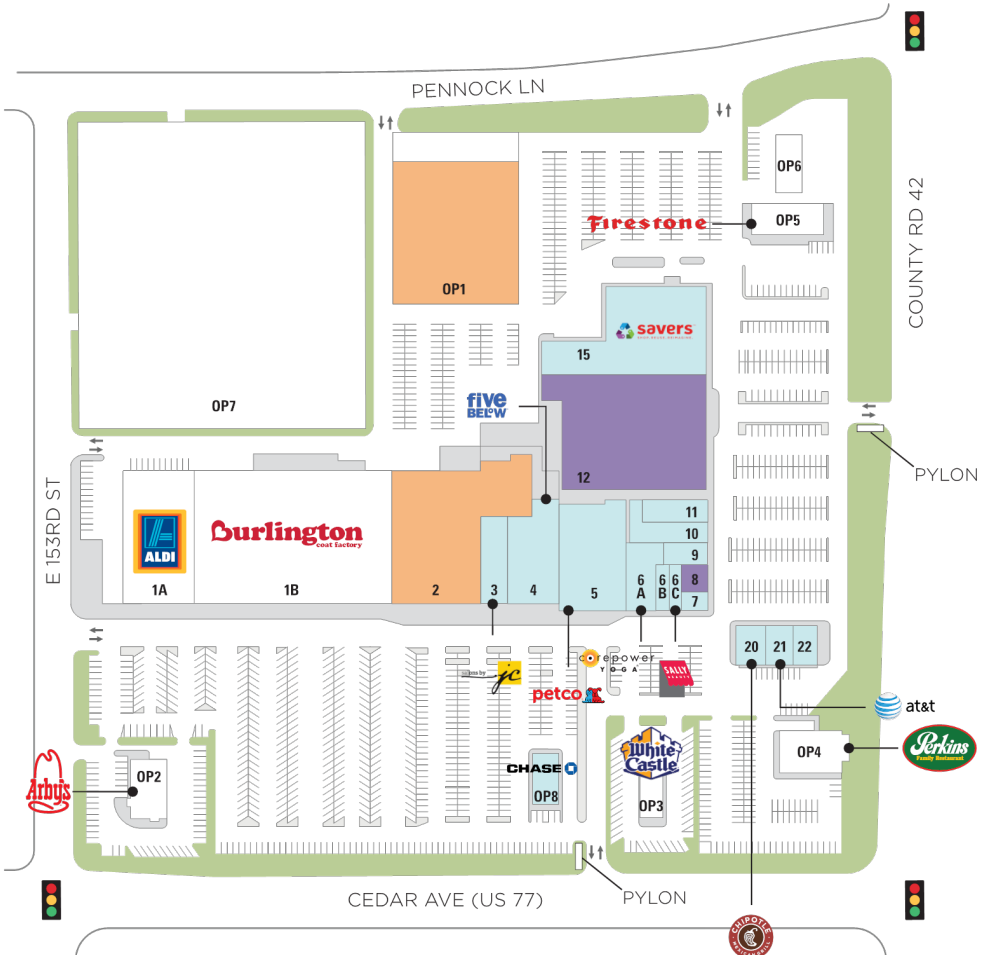 PENNOCK LN
COUNTY RD 42
E 153RD ST
CEDAR AVE (US 77)
OP6
OP5
Firestone
OP1
savers
15
OP7
five
BELOW
12
PYLON
ALDI
1A
Burlington
coat factory
1B
2
3
4
5
6
A
6
B
6
C
11
10
9
8
7
20
21
22
corepower
YOGA
jc
petco
SALLY
BEAUTY
at&t
Perkins
Family Restaurant
OP4
White
Castle
OP3
CHASE
OP8
OP2
Arby's
PYLON
CHIPOTLE
MEXICAN GRILL